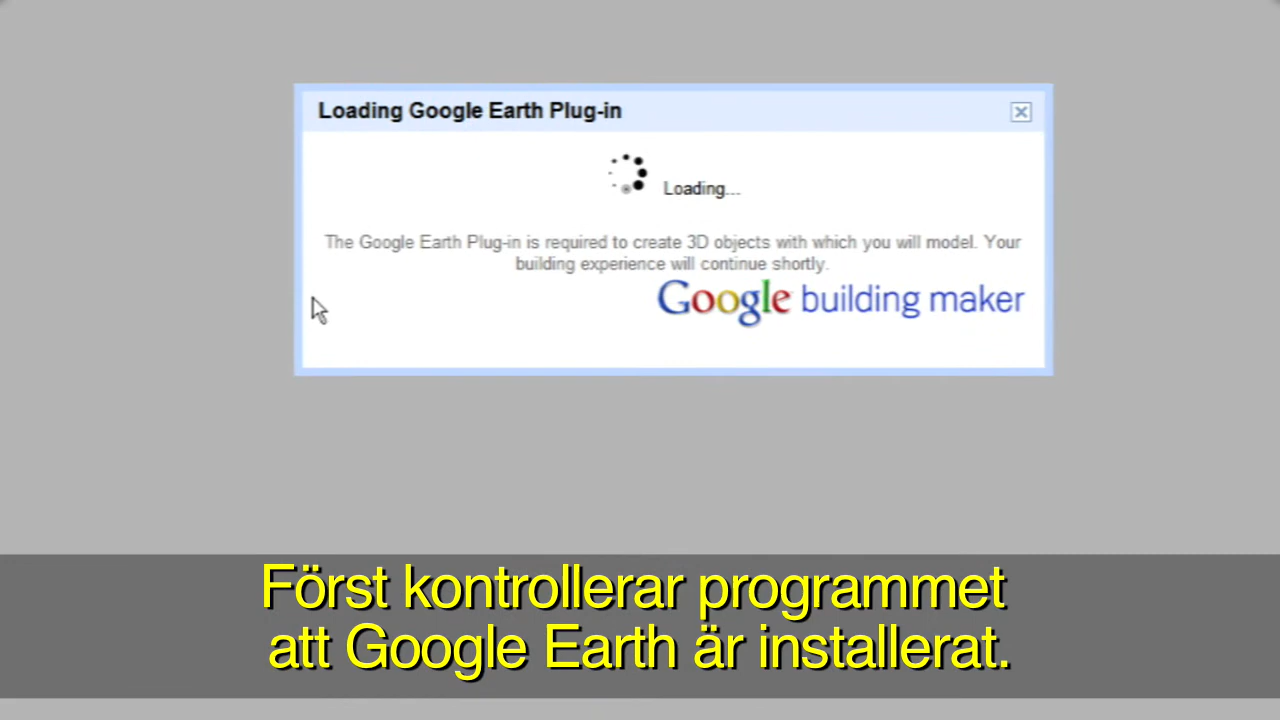 Loading Google Earth Plug-in
Loading...
The Google Earth Plug-in is required to create 3D objects with which you will model. Your
building experience will continue shortly.
Google building maker
Först kontrollerar programmet
att Google Earth är installerat.